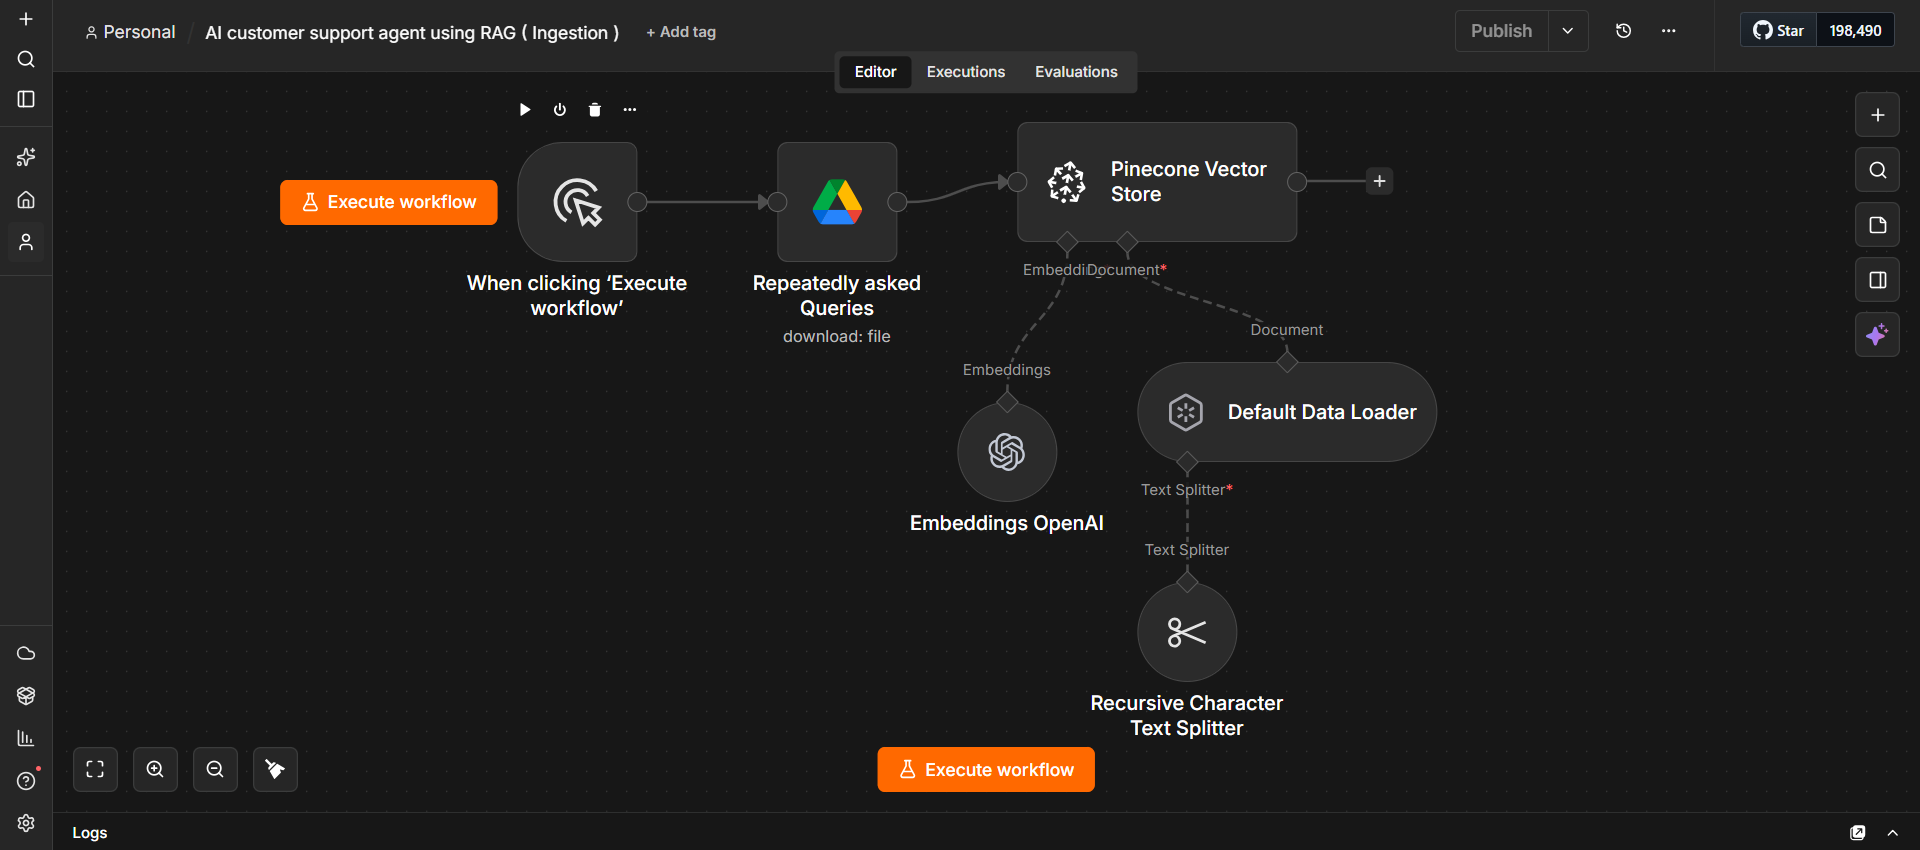 Personal
AI customer support agent using RAG ( Ingestion )
+ Add tag
Publish
Star
198,490
Editor
Executions
Evaluations
Execute workflow
When clicking ‘Execute
workflow’
Repeatedly asked
Queries
download: file
Pinecone Vector
Store
Document*
Document
Embeddings
Default Data Loader
Text Splitter*
Embeddings OpenAI
Text Splitter
Recursive Character
Text Splitter
Execute workflow
Logs